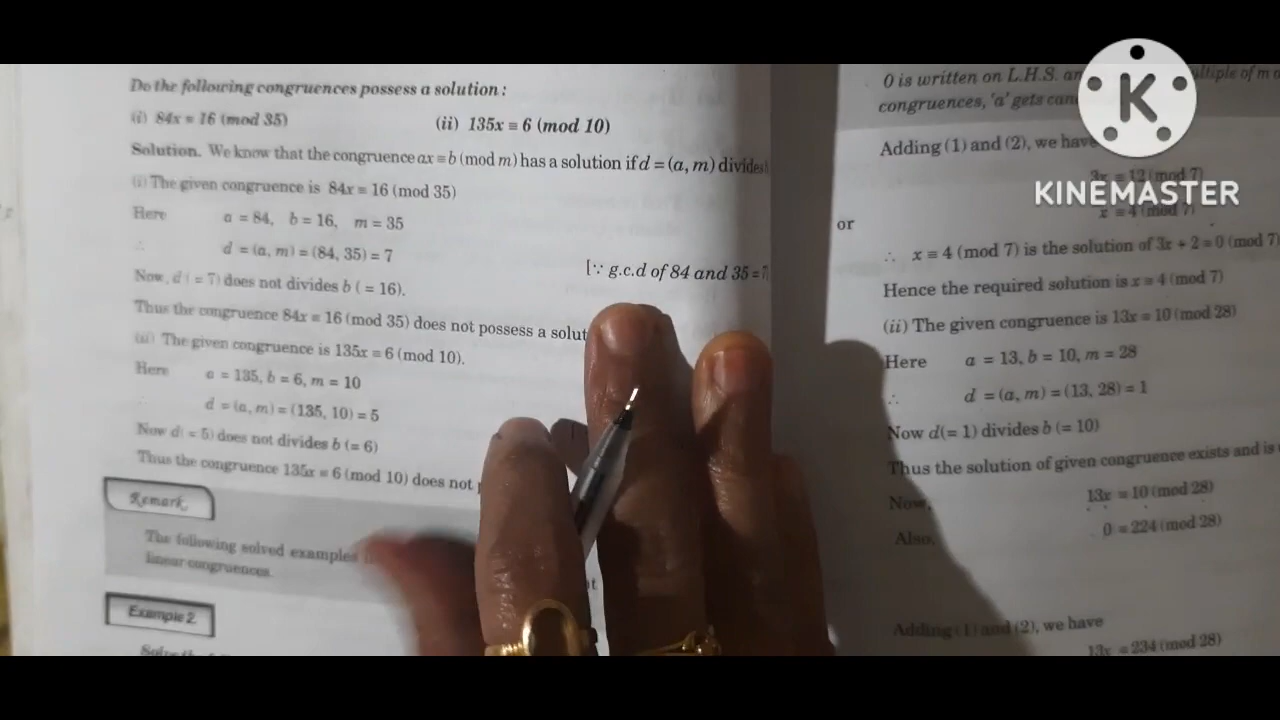 Do the following congruences possess a solution :
(i) 84x ≡ 16 (mod 35) (ii) 135x ≡ 6 (mod 10)
Solution. We know that the congruence ax ≡ b (mod m) has a solution if d = (a, m) divides
(i) The given congruence is 84x ≡ 16 (mod 35)
Here a = 84, b = 16, m = 35
∴ d = (a, m) = (84, 35) = 7
[∵ g.c.d of 84 and 35 = 7
Now, d ( = 7) does not divides b ( = 16).
Thus the congruence 84x ≡ 16 (mod 35) does not possess a solut
(ii) The given congruence is 135x ≡ 6 (mod 10).
Here a = 135, b = 6, m = 10
d = (a, m) = (135, 10) = 5
Now d( = 5) does not divides b (= 6)
Thus the congruence 135x ≡ 6 (mod 10) does not
Remark
The following solved examples
linear congruences.
Example 2.
0 is written on L.H.S. an ltiple of m o
congruences, 'a' gets can
Adding (1) and (2), we have
3x ≡ 12 (mod 7)
or x ≡ 4 (mod 7)
∴ x ≡ 4 (mod 7) is the solution of 3x + 2 ≡ 0 (mod 7)
Hence the required solution is x ≡ 4 (mod 7)
(ii) The given congruence is 13x ≡ 10 (mod 28)
Here a = 13, b = 10, m = 28
∴ d = (a, m) = (13, 28) = 1
Now d(= 1) divides b (= 10)
Thus the solution of given congruence exists and is
Now, 13x ≡ 10 (mod 28)
Also, 0 ≡ 224 (mod 28)
Adding (1) and (2), we have
13x ≡ 234 (mod 28)
K
KINEMASTER